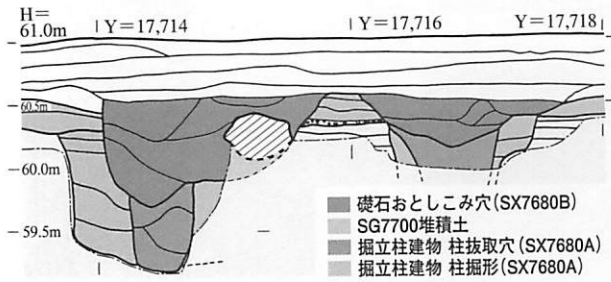 H=
61.0m
Y=17,714
Y=17,716
Y=17,718
60.5m
60.0m
59.5m
礎石おとしこみ穴(SX7680B)
SG7700堆積土
掘立柱建物 柱抜取穴(SX7680A)
掘立柱建物 柱掘形(SX7680A)